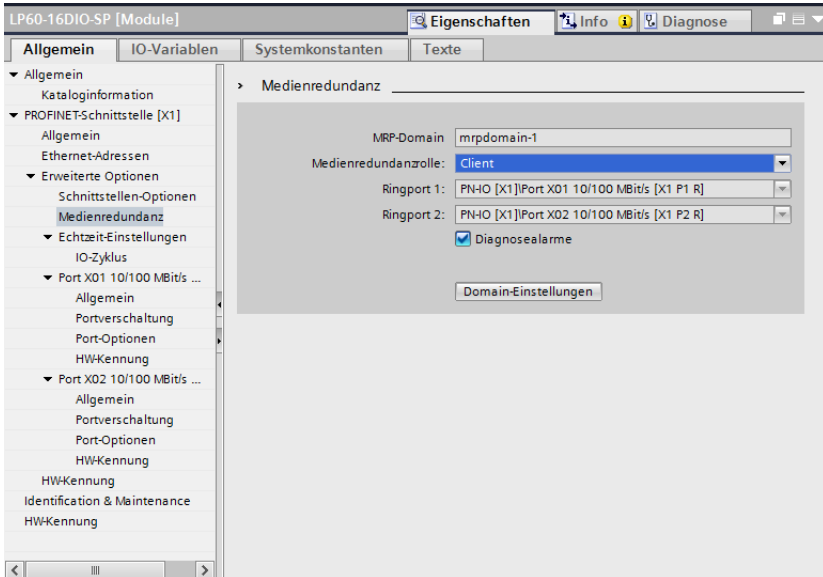 LP60-16DIO-SP [Module]
Eigenschaften
Info
Diagnose
Allgemein
IO-Variablen
Systemkonstanten
Texte
Allgemein
Kataloginformation
PROFINET-Schnittstelle [X1]
Allgemein
Ethernet-Adressen
Erweiterte Optionen
Schnittstellen-Optionen
Medienredundanz
Echtzeit-Einstellungen
IO-Zyklus
Port X01 10/100 MBit/s ...
Allgemein
Portverschaltung
Port-Optionen
HW-Kennung
Port X02 10/100 MBit/s ...
Allgemein
Portverschaltung
Port-Optionen
HW-Kennung
HW-Kennung
Identification & Maintenance
HW-Kennung
Medienredundanz
MRP-Domain mrpdomain-1
Medienredundanzrolle: Client
Ringport 1: PN-IO [X1]\Port X01 10/100 MBit/s [X1 P1 R]
Ringport 2: PN-IO [X1]\Port X02 10/100 MBit/s [X1 P2 R]
Diagnosealarme
Domain-Einstellungen